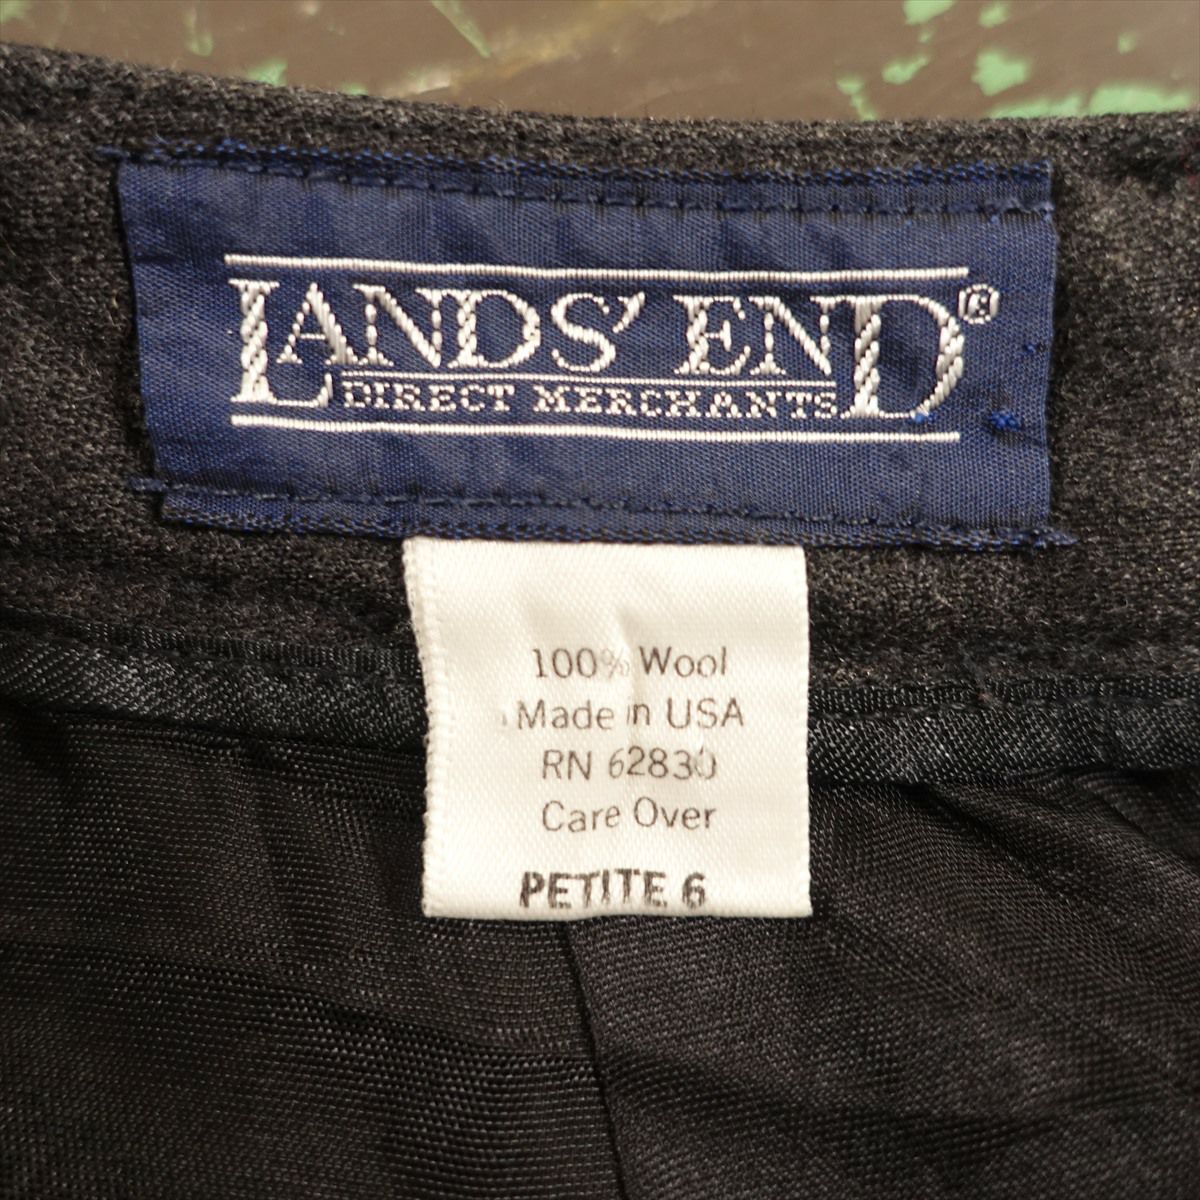 LANDS' END®
DIRECT MERCHANTS
100% Wool
Made in USA
RN 62830
Care Over
PETITE 6